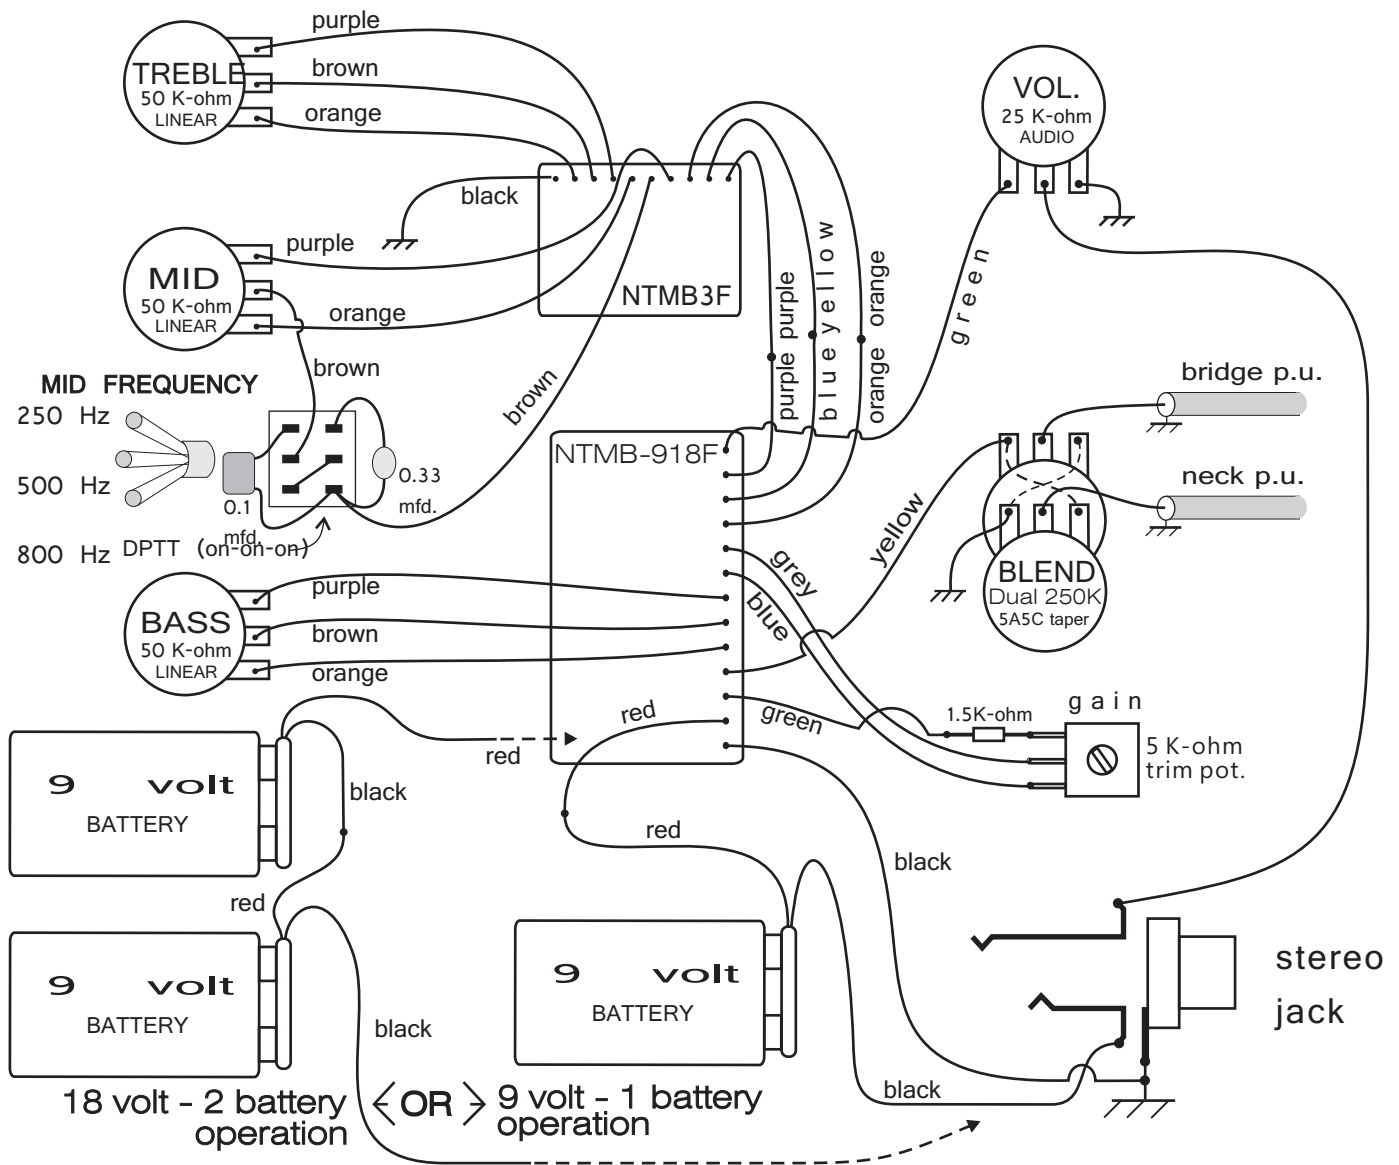 purple
TREBLE
50 K-ohm
LINEAR
brown
orange
black
purple
MID
50 K-ohm
LINEAR
orange
brown
NTMB3F
VOL.
25 K-ohm
AUDIO
purple purple
blue yellow
orange orange
green
brown
MID FREQUENCY
250 Hz
500 Hz
800 Hz
0.1
mfd.
0.33
mfd.
DPTT (on-on-on)
NTMB-918F
bridge p.u.
neck p.u.
yellow
BLEND
Dual 250K
5A5C taper
BASS
50 K-ohm
LINEAR
purple
brown
orange
grey
blue
green
red
red
gain
1.5K-ohm
5 K-ohm
trim pot.
9 volt
BATTERY
black
red
9 volt
BATTERY
black
red
9 volt
BATTERY
black
black
stereo
jack
18 volt - 2 battery
operation
<OR>
9 volt - 1 battery
operation